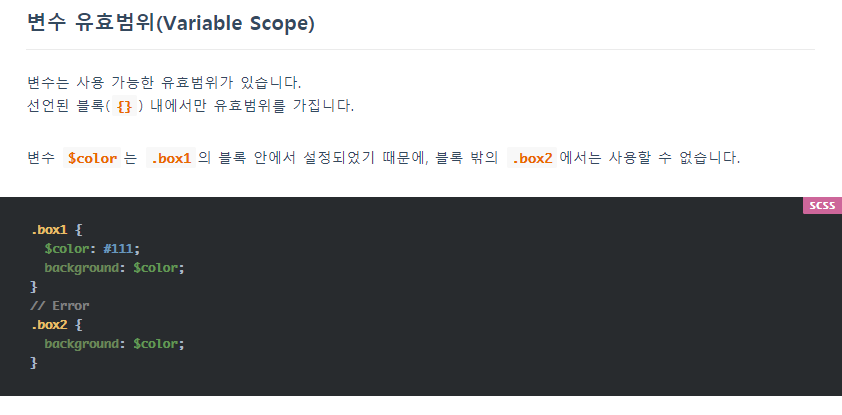 변수 유효범위(Variable Scope)
변수는 사용 가능한 유효범위가 있습니다.
선언된 블록( {} ) 내에서만 유효범위를 가집니다.
변수 $color 는 .box1 의 블록 안에서 설정되었기 때문에, 블록 밖의 .box2 에서는 사용할 수 없습니다.
SCSS
.box1 {
  $color: #111;
  background: $color;
}
// Error
.box2 {
  background: $color;
}